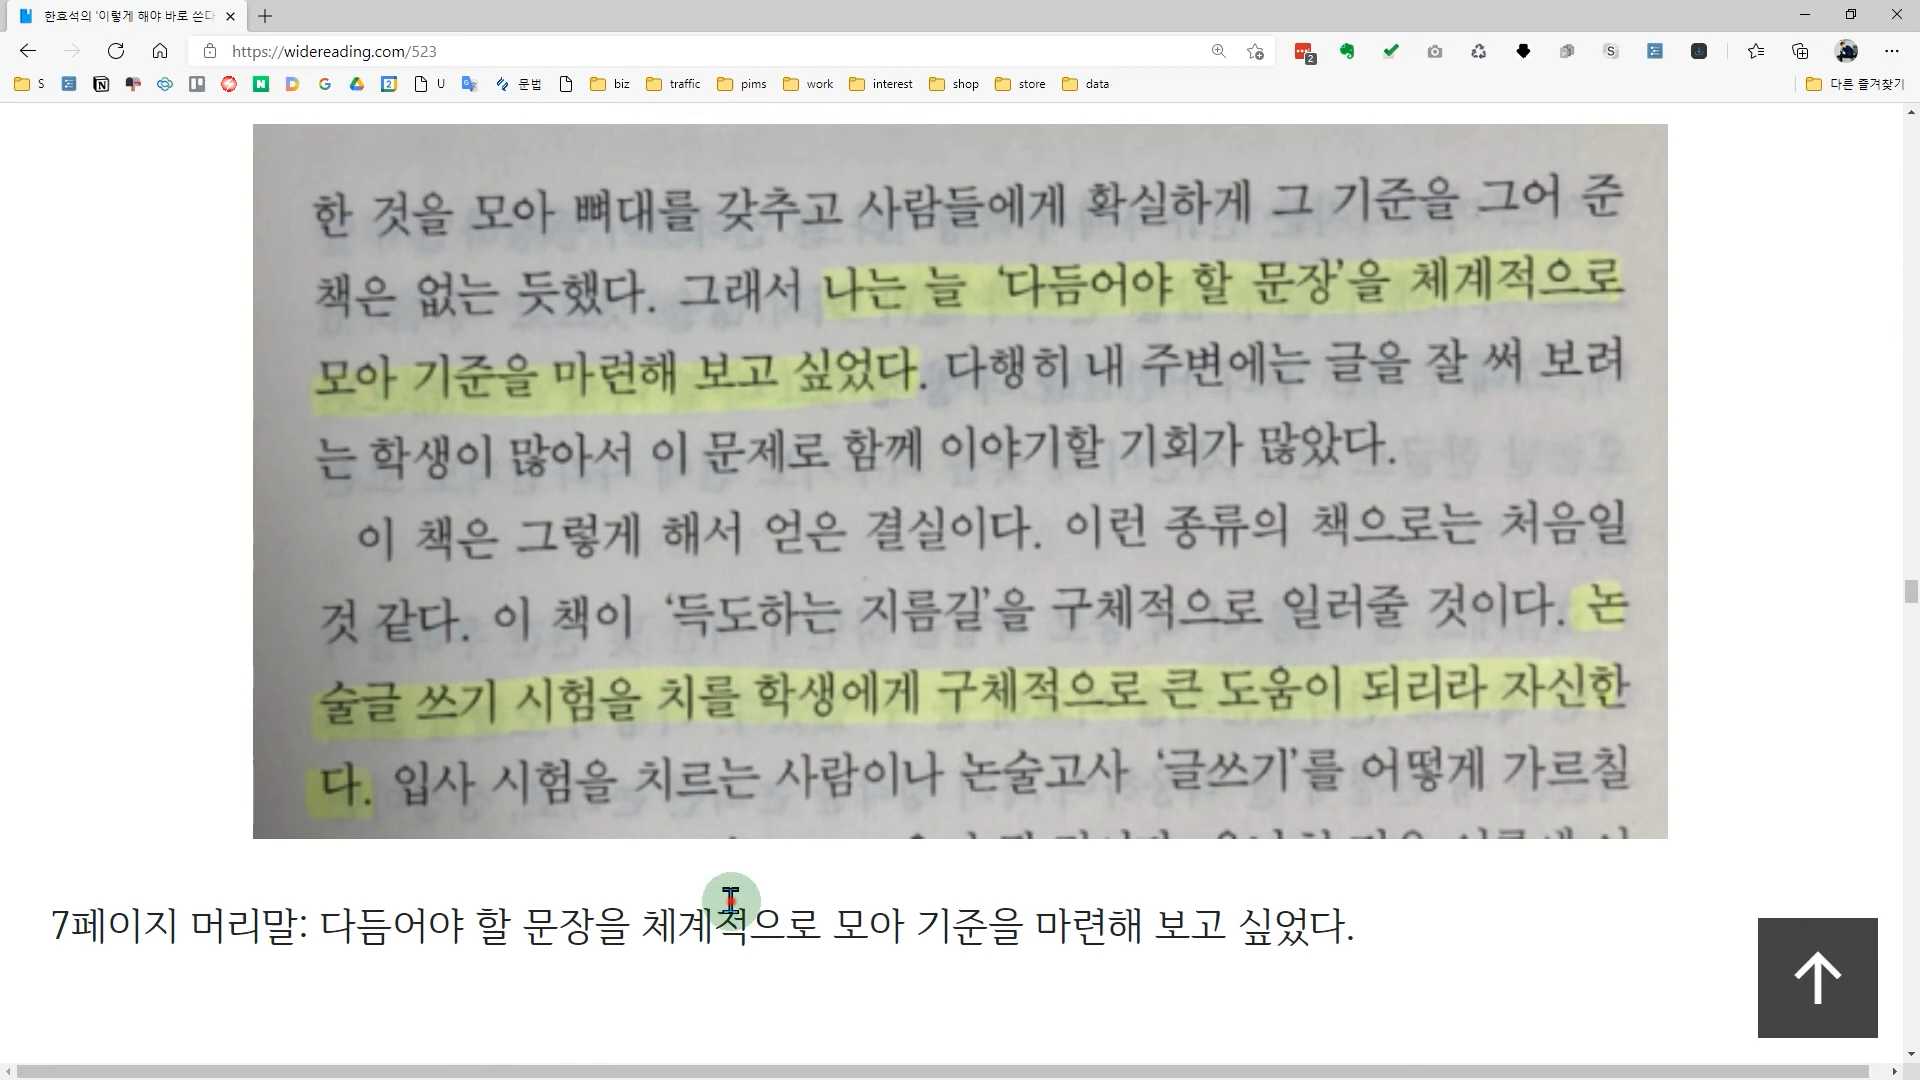 한효석의 '이렇게 해야 바로 쓴다
https://widereading.com/523
2
S
S
2
U
문법
biz
traffic
pims
work
interest
shop
store
data
다른 즐겨찾기
한 것을 모아 뼈대를 갖추고 사람들에게 확실하게 그 기준을 그어 준
책은 없는 듯했다. 그래서 나는 늘 ‘다듬어야 할 문장’을 체계적으로
모아 기준을 마련해 보고 싶었다. 다행히 내 주변에는 글을 잘 써 보려
는 학생이 많아서 이 문제로 함께 이야기할 기회가 많았다.
이 책은 그렇게 해서 얻은 결실이다. 이런 종류의 책으로는 처음일
것 같다. 이 책이 ‘득도하는 지름길’을 구체적으로 일러줄 것이다. 논
술글 쓰기 시험을 치를 학생에게 구체적으로 큰 도움이 되리라 자신한
다. 입사 시험을 치르는 사람이나 논술고사 ‘글쓰기’를 어떻게 가르칠
7페이지 머리말: 다듬어야 할 문장을 체계적으로 모아 기준을 마련해 보고 싶었다.